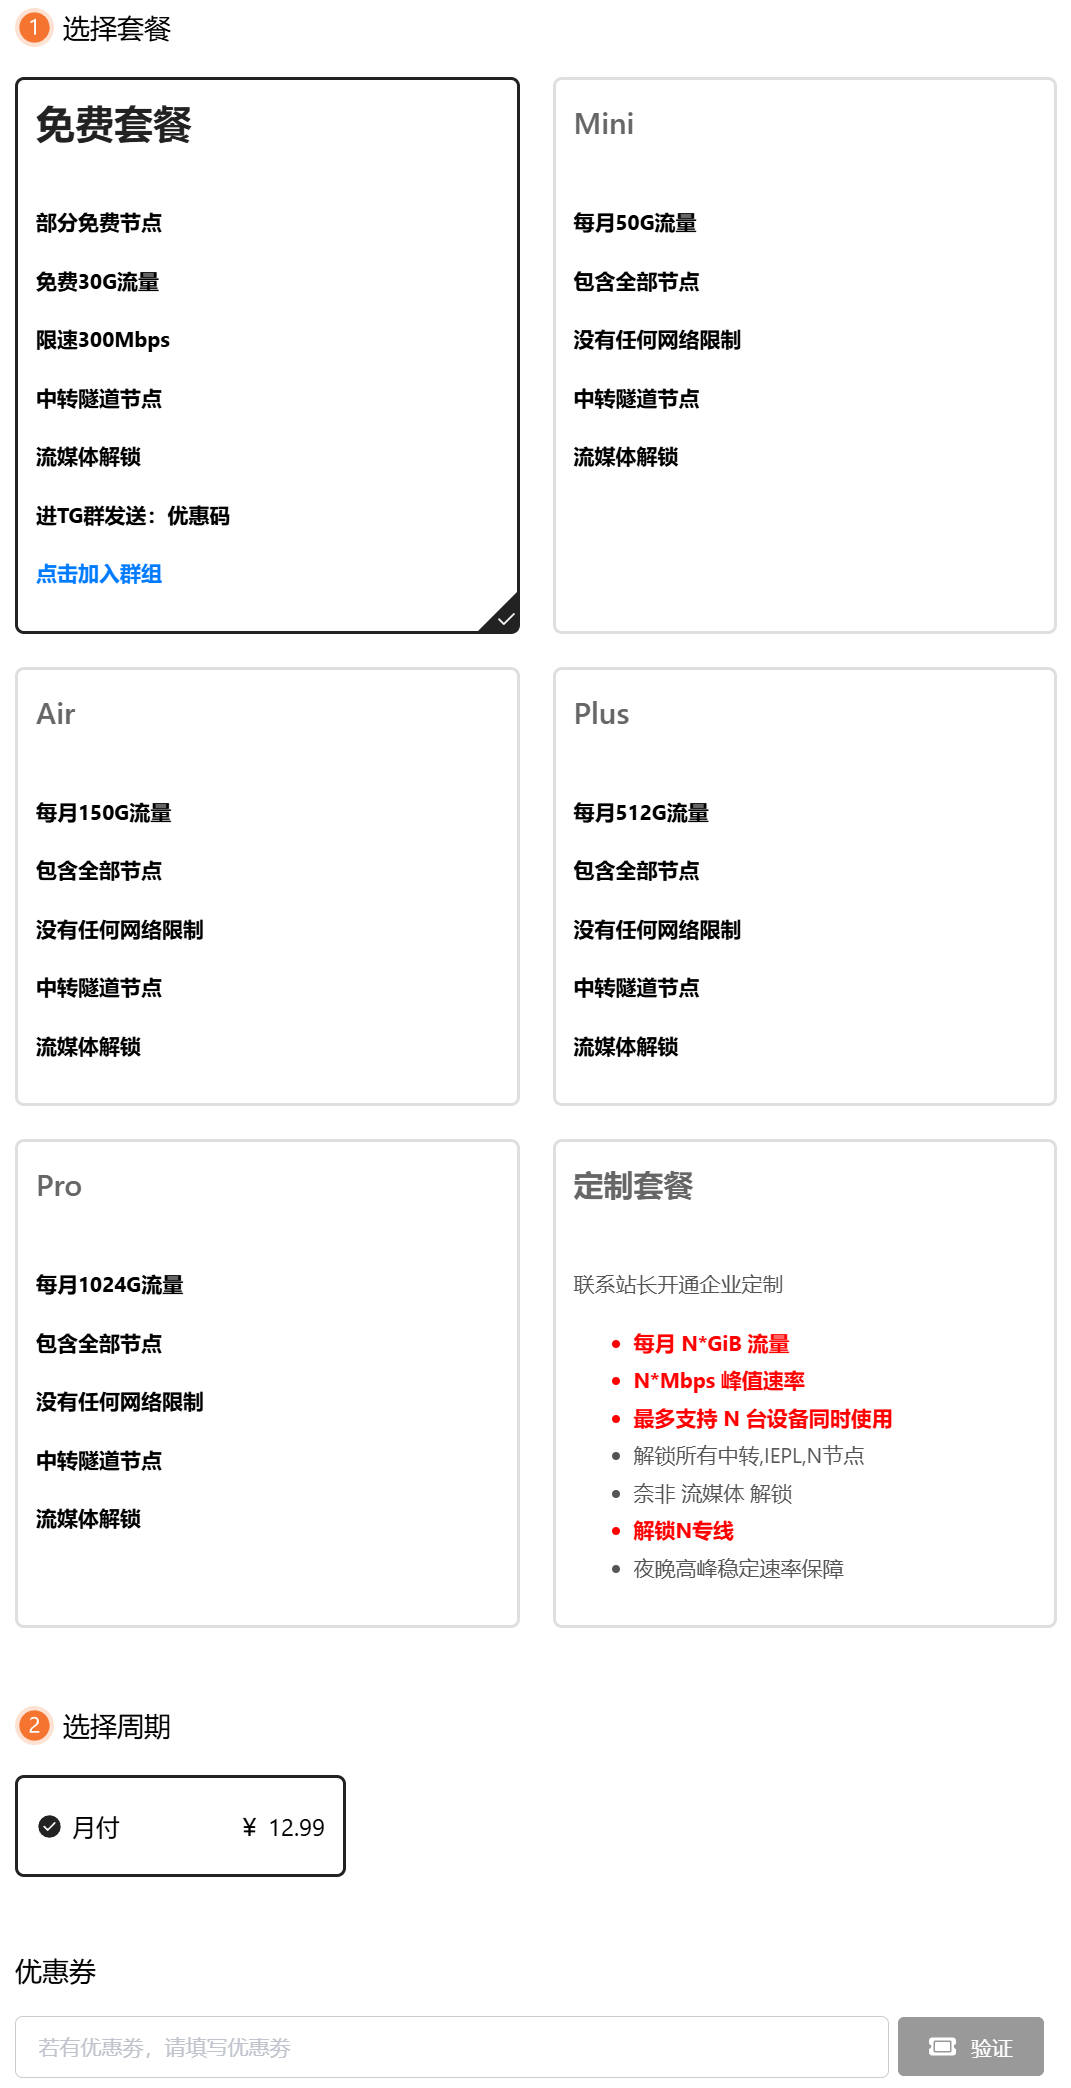 1 选择套餐
免费套餐
部分免费节点
免费30G流量
限速300Mbps
中转隧道节点
流媒体解锁
进TG群发送：优惠码
点击加入群组
Mini
每月50G流量
包含全部节点
没有任何网络限制
中转隧道节点
流媒体解锁
Air
每月150G流量
包含全部节点
没有任何网络限制
中转隧道节点
流媒体解锁
Plus
每月512G流量
包含全部节点
没有任何网络限制
中转隧道节点
流媒体解锁
Pro
每月1024G流量
包含全部节点
没有任何网络限制
中转隧道节点
流媒体解锁
定制套餐
联系站长开通企业定制
每月 N*GiB 流量
N*Mbps 峰值速率
最多支持 N 台设备同时使用
解锁所有中转,IEPL,N节点
奈非 流媒体 解锁
解锁N专线
夜晚高峰稳定速率保障
2 选择周期
月付 ¥ 12.99
优惠券
若有优惠劵，请填写优惠劵
验证